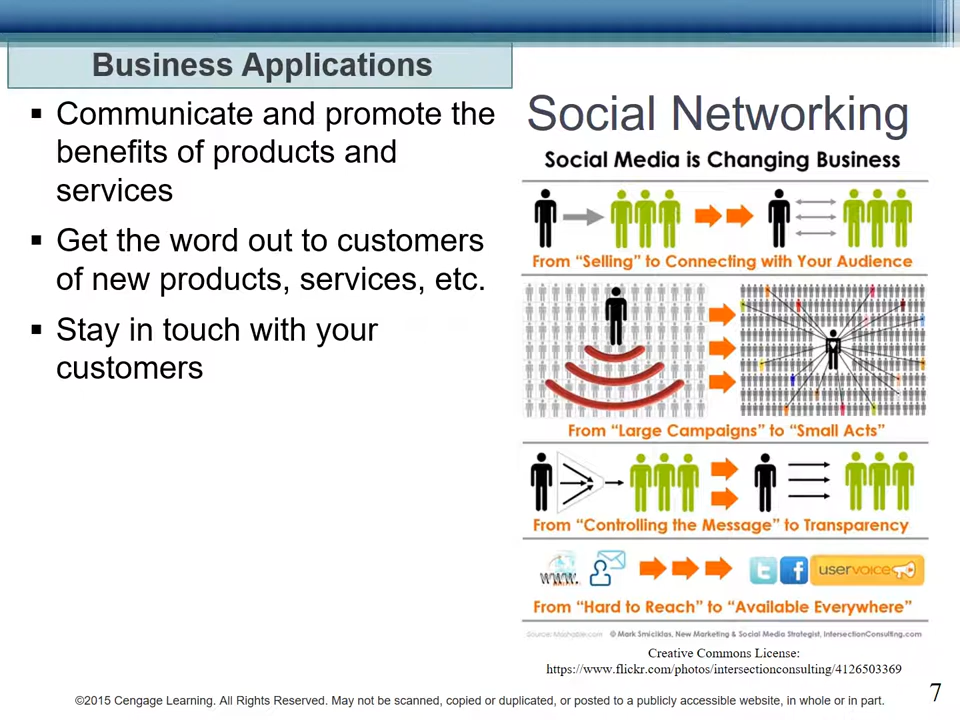 Business Applications
▪ Communicate and promote the
benefits of products and
services
▪ Get the word out to customers
of new products, services, etc.
▪ Stay in touch with your
customers
Social Networking
Social Media is Changing Business
From “Selling” to Connecting with Your Audience
From “Large Campaigns” to “Small Acts”
From “Controlling the Message” to Transparency
www.
t f uservoice
From “Hard to Reach” to “Available Everywhere”
Source: Mashable.com © Mark Smiciklas, New Marketing & Social Media Strategist, IntersectionConsulting.com
Creative Commons License:
https://www.flickr.com/photos/intersectionconsulting/4126503369
©2015 Cengage Learning. All Rights Reserved. May not be scanned, copied or duplicated, or posted to a publicly accessible website, in whole or in part.
7